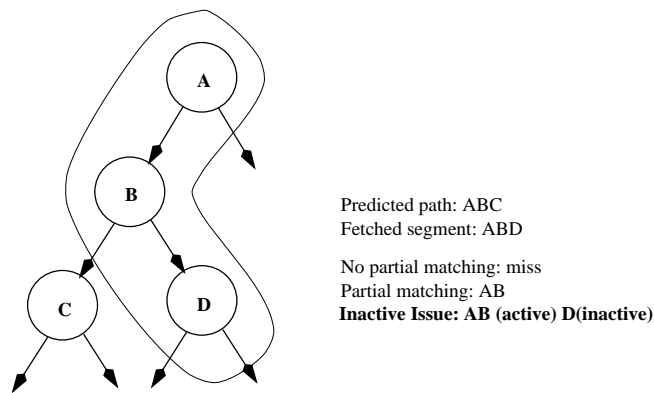 A
B
C
D
Predicted path: ABC
Fetched segment: ABD
No partial matching: miss
Partial matching: AB
Inactive Issue: AB (active) D(inactive)